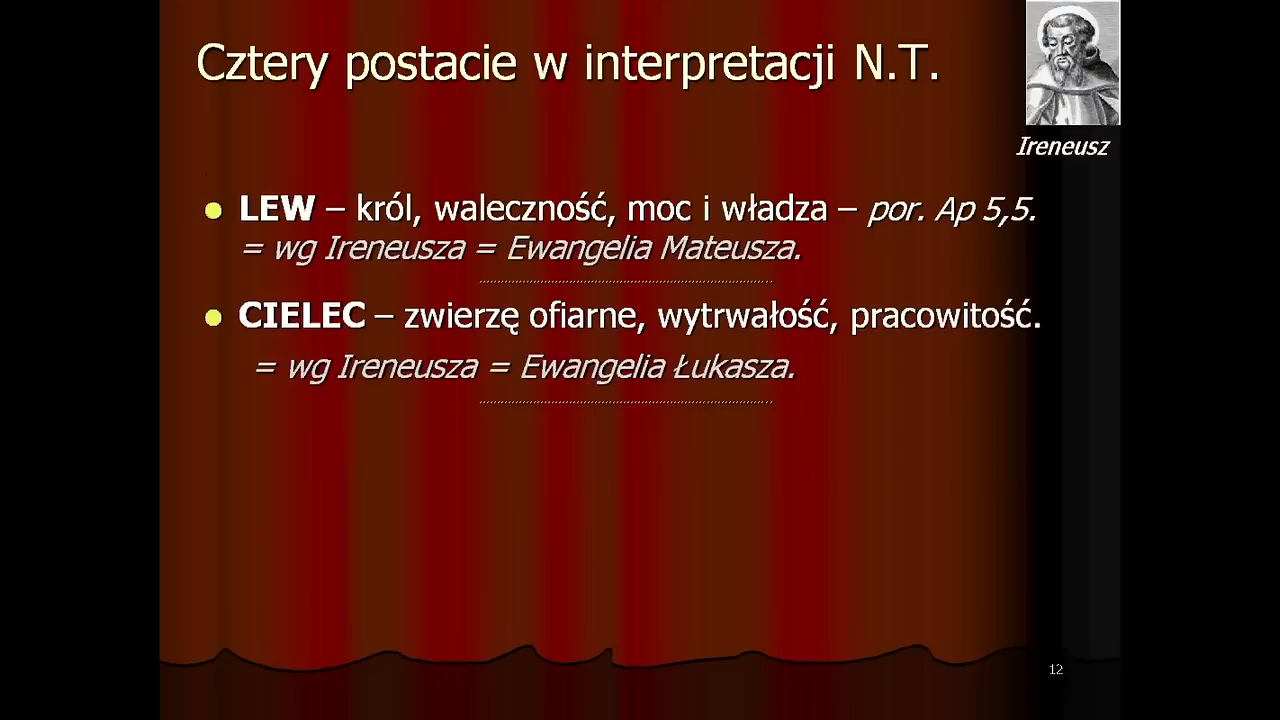 Cztery postacie w interpretacji N.T.
Ireneusz
LEW – król, waleczność, moc i władza – por. Ap 5,5.
= wg Ireneusza = Ewangelia Mateusza.
CIELEC – zwierzę ofiarne, wytrwałość, pracowitość.
= wg Ireneusza = Ewangelia Łukasza.
12